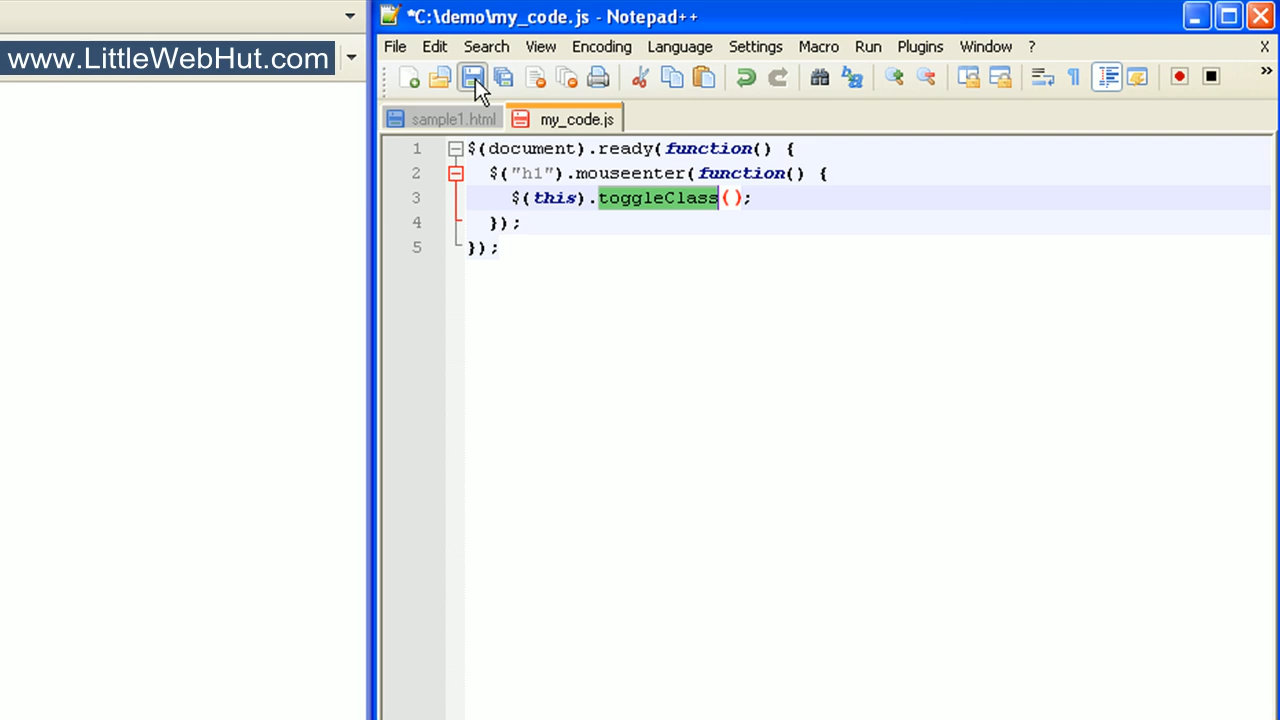 *C:\demo\my_code.js - Notepad++
www.LittleWebHut.com
File Edit Search View Encoding Language Settings Macro Run Plugins Window ? X
sample1.html my_code.js
1 $(document).ready(function() {
2 $("h1").mouseenter(function() {
3 $(this).toggleClass();
4 });
5 });